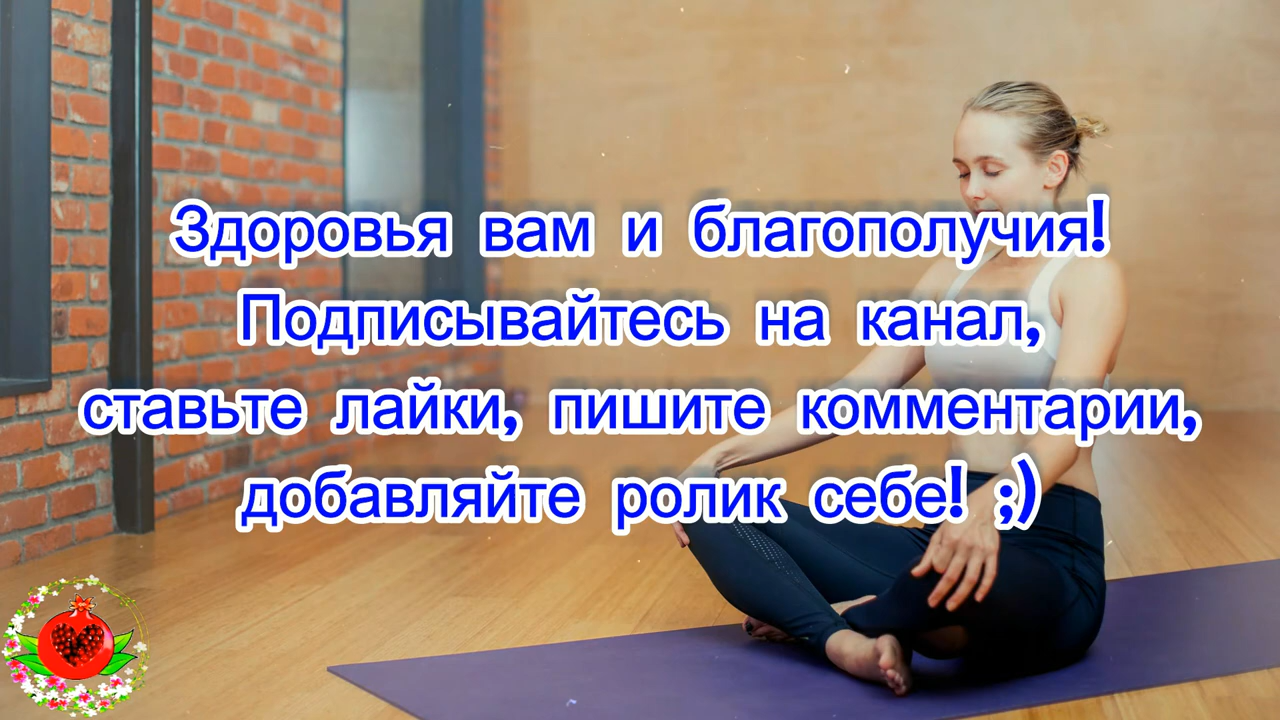 Здоровья вам и благополучия!
Подписывайтесь на канал,
ставьте лайки, пишите комментарии,
добавляйте ролик себе! ;)